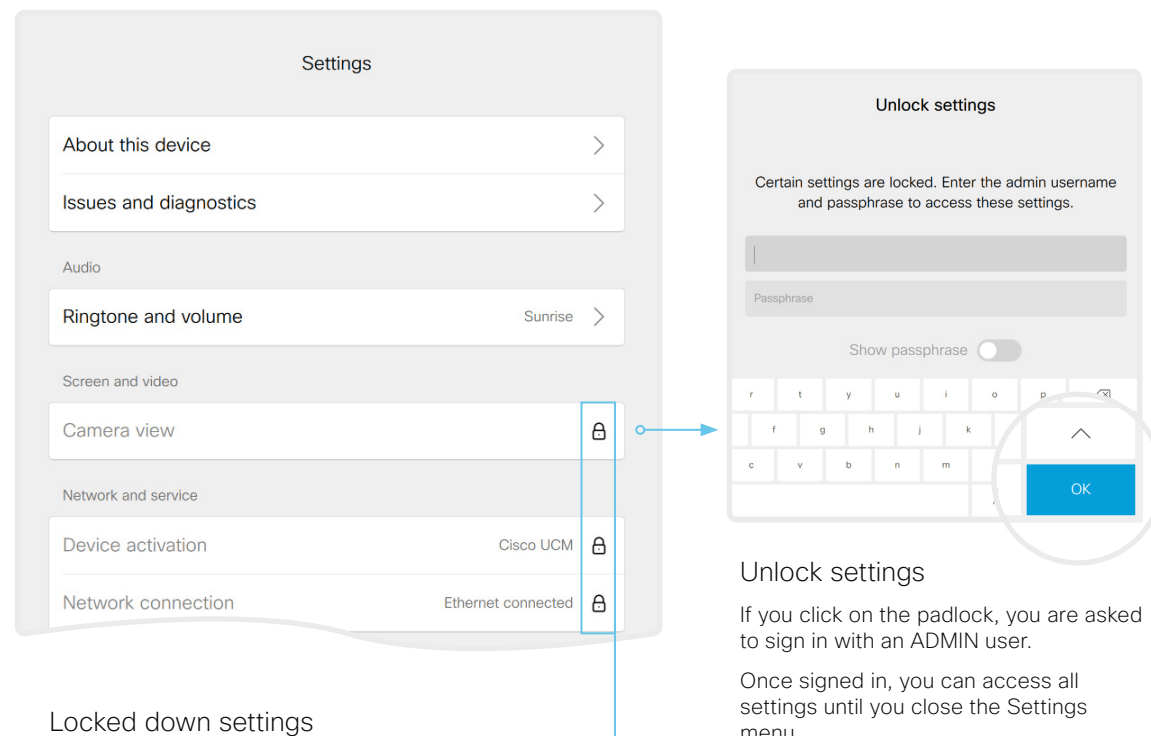 Settings
About this device
Issues and diagnostics
Audio
Ringtone and volume Sunrise
Screen and video
Camera view
Network and service
Device activation Cisco UCM
Network connection Ethernet connected
Locked down settings
Unlock settings
Certain settings are locked. Enter the admin username
and passphrase to access these settings.
Passphrase
Show passphrase
r t y u i o p
f g h j k
c v b n m
OK
Unlock settings
If you click on the padlock, you are asked
to sign in with an ADMIN user.
Once signed in, you can access all
settings until you close the Settings
menu